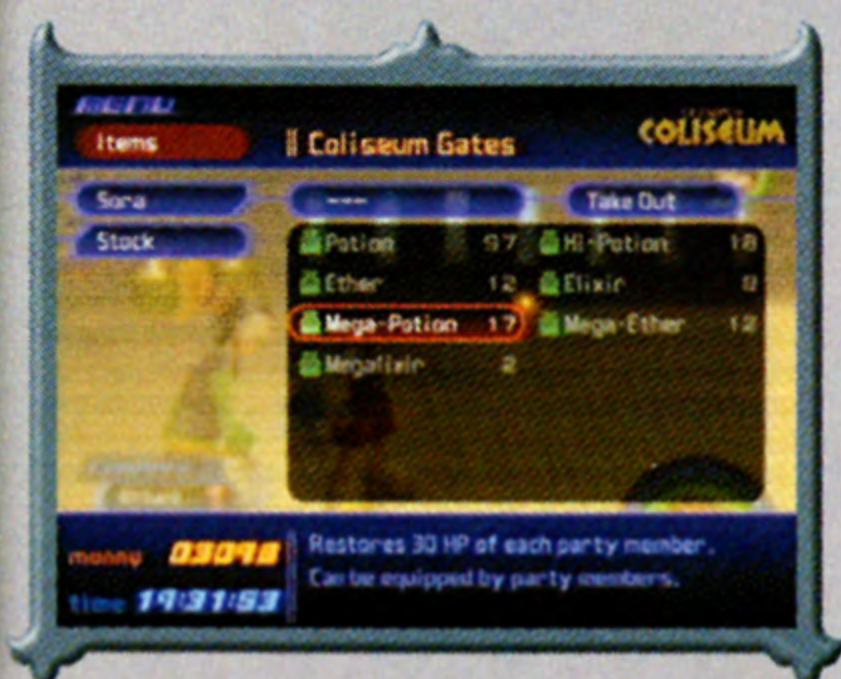 MENU
Items
Coliseum Gates
COLISEUM
Sora
---
Take Out
Stock
Potion 97
Hi-Potion 18
Ether 12
Elixir
Mega-Potion 17
Mega-Ether 12
Megalixir 2
munny 03098
time 19:31:53
Restores 30 HP of each party member.
Can be equipped by party members.